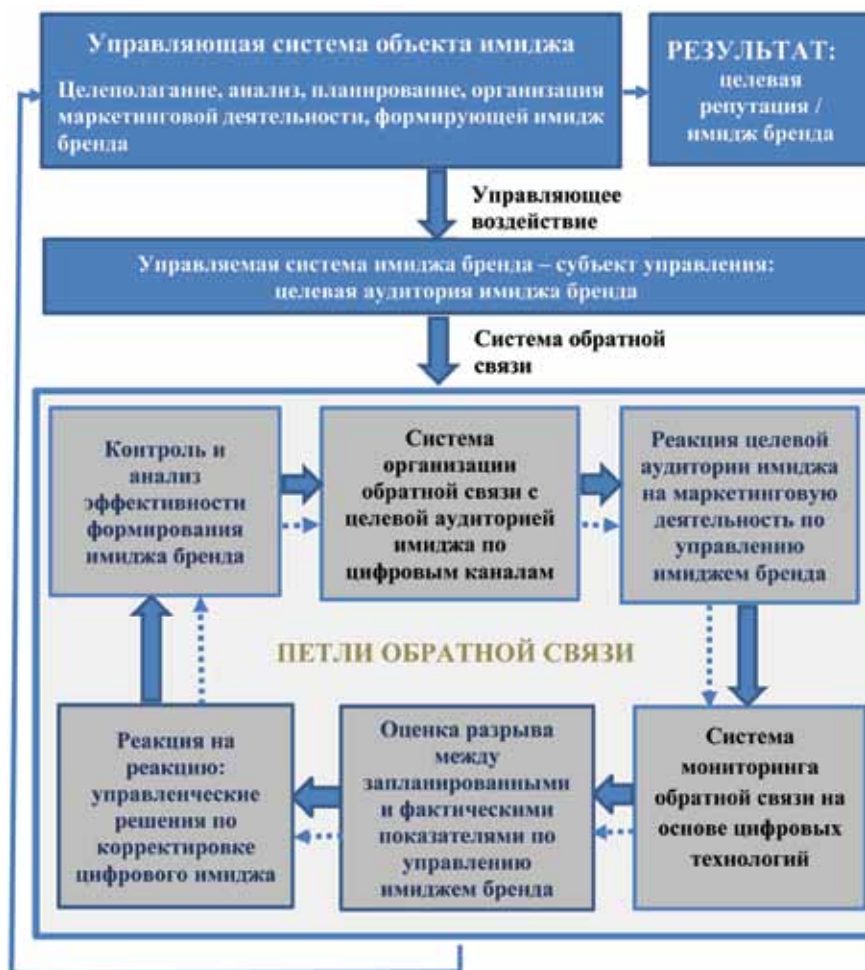 Управляющая система объекта имиджа
Целеполагание, анализ, планирование, организация
маркетинговой деятельности, формирующей имидж
бренда
РЕЗУЛЬТАТ:
целевая
репутация /
имидж бренда
Управляющее
воздействие
Управляемая система имиджа бренда – субъект управления:
целевая аудитория имиджа бренда
Система обратной
связи
Контроль и
анализ
эффективности
формирования
имиджа бренда
Система
организации
обратной связи с
целевой аудиторией
имиджа по
цифровым каналам
Реакция целевой
аудитории имиджа
на маркетинговую
деятельность по
управлению
имиджем бренда
ПЕТЛИ ОБРАТНОЙ СВЯЗИ
Реакция на
реакцию:
управленческие
решения по
корректировке
цифрового имиджа
Оценка разрыва
между
запланированными
и фактическими
показателями по
управлению
имиджем бренда
Система
мониторинга
обратной связи на
основе цифровых
технологий